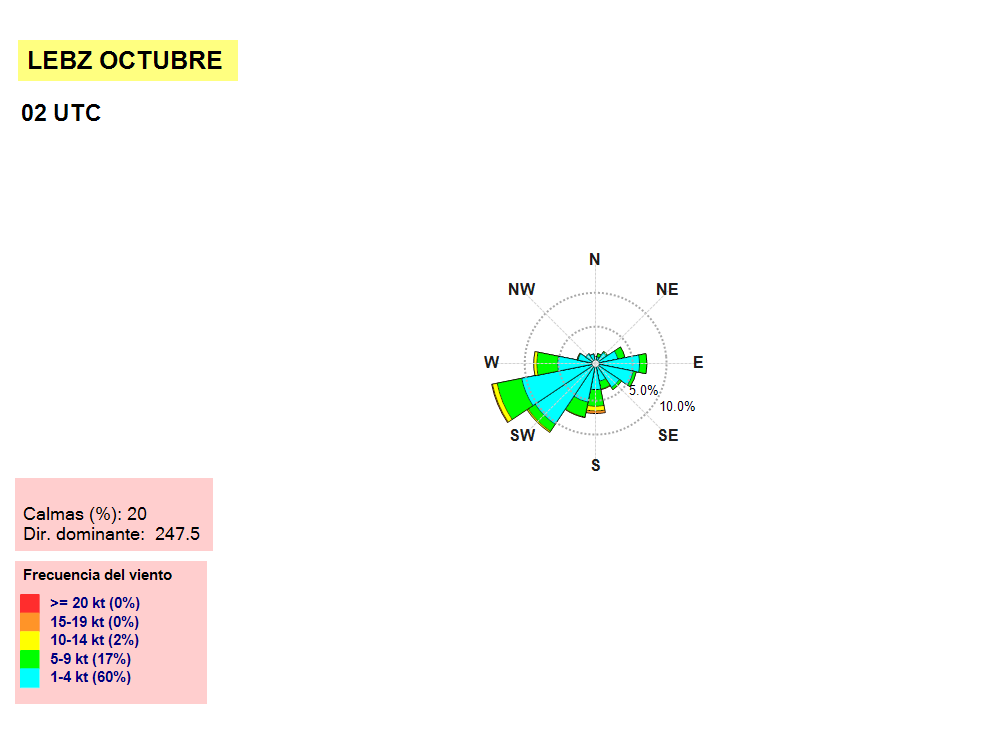 LEBZ OCTUBRE
02 UTC
N
NW
NE
W
E
5.0%
10.0%
SW
SE
S
Calmas (%): 20
Dir. dominante: 247.5
Frecuencia del viento
>= 20 kt (0%)
15-19 kt (0%)
10-14 kt (2%)
5-9 kt (17%)
1-4 kt (60%)